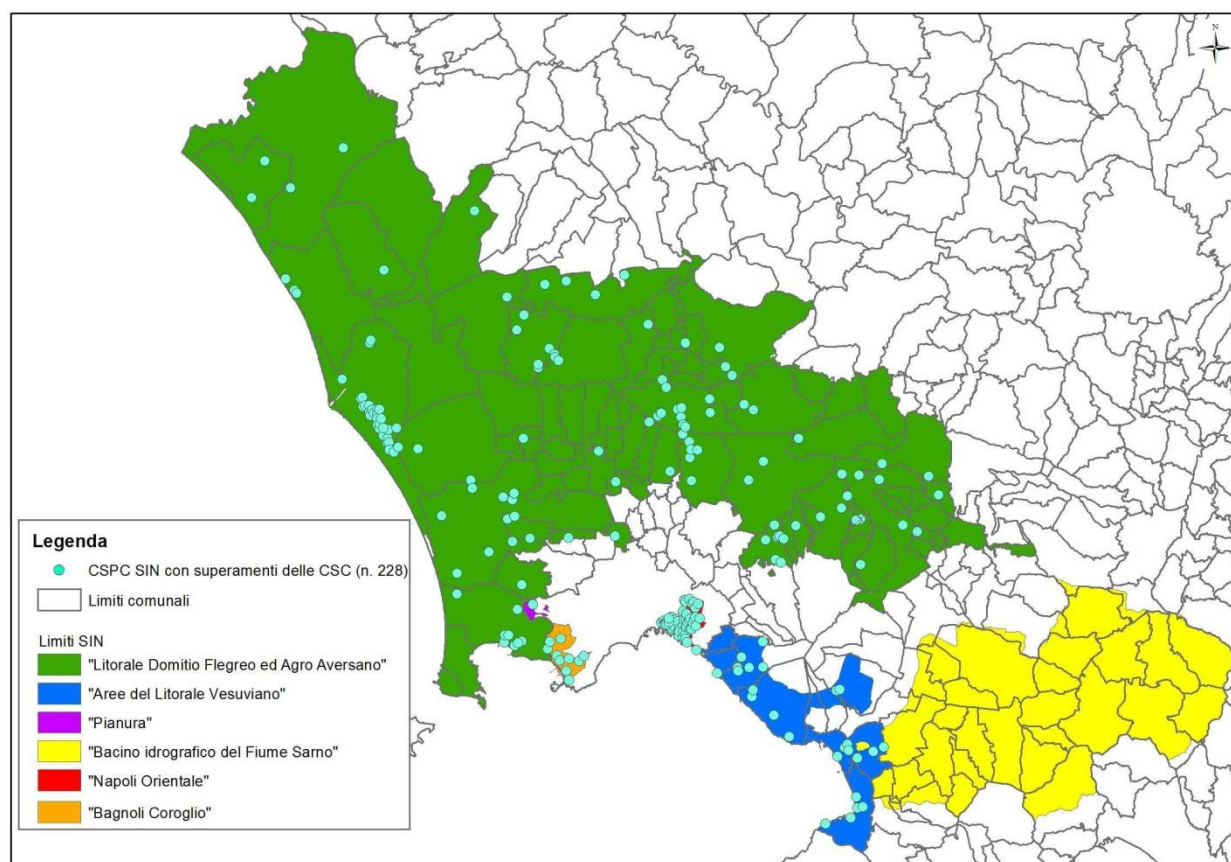 N
Legenda
CSPC SIN con superamenti delle CSC (n. 228)
Limiti comunali
Limiti SIN
"Litorale Domitio Flegreo ed Agro Aversano"
"Aree del Litorale Vesuviano"
"Pianura"
"Bacino idrografico del Fiume Sarno"
"Napoli Orientale"
"Bagnoli Coroglio"